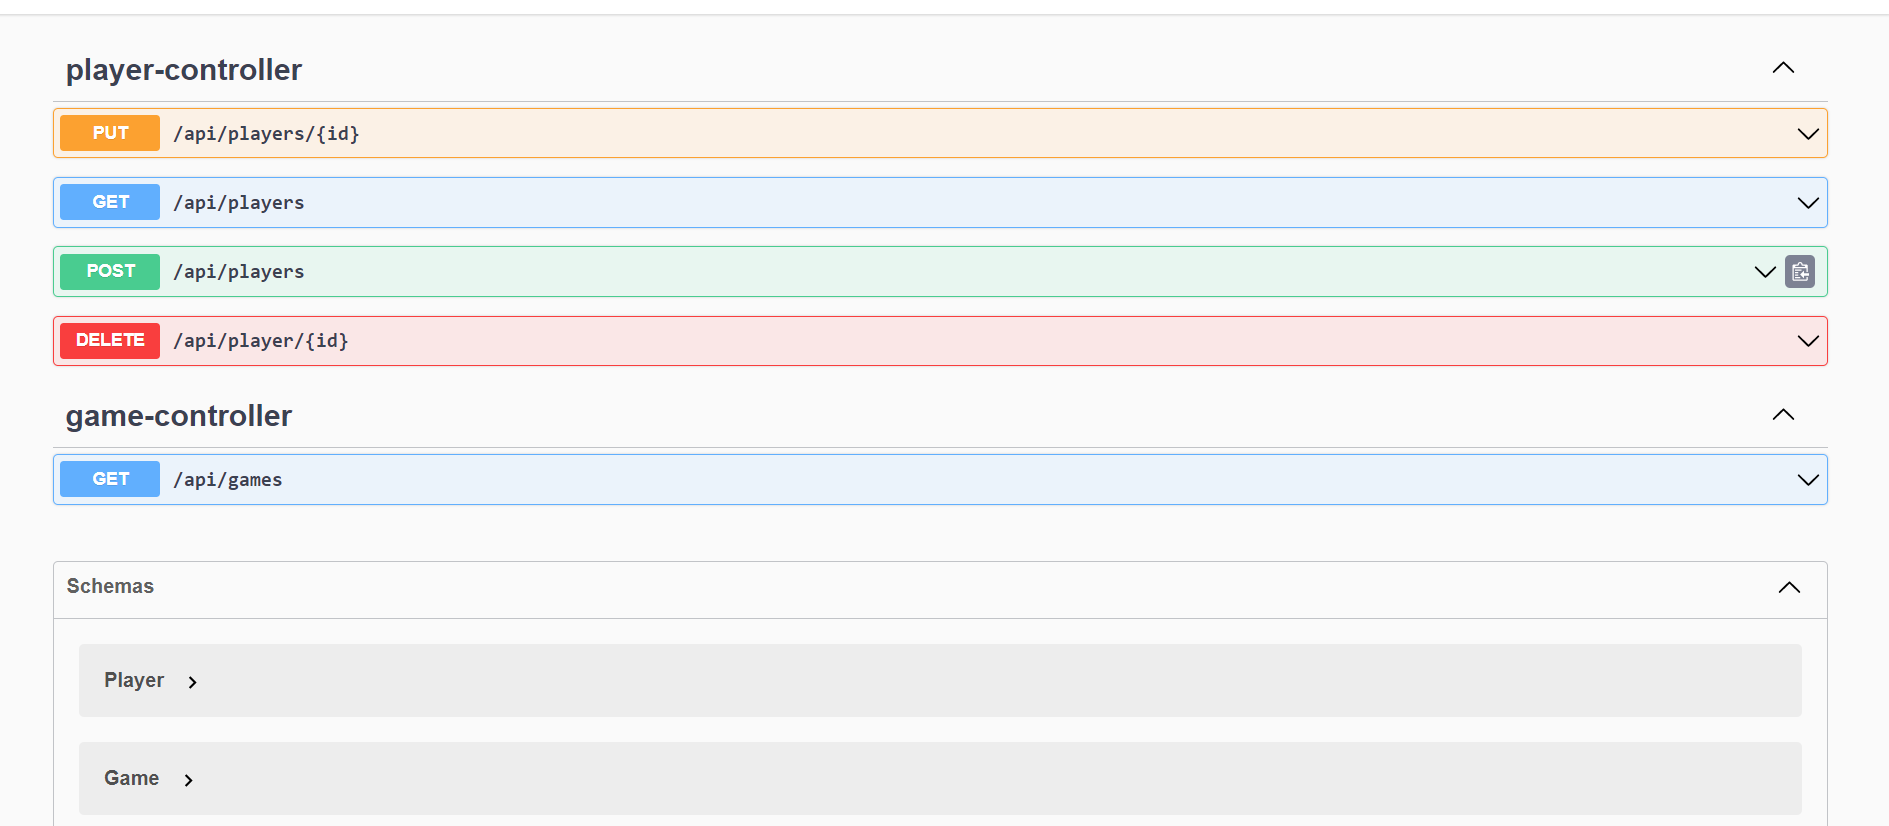 player-controller
PUT /api/players/{id}
GET /api/players
POST /api/players
DELETE /api/player/{id}
game-controller
GET /api/games
Schemas
Player
Game